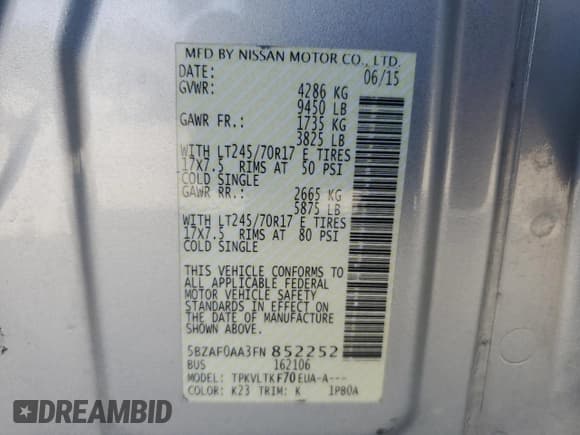 MFD BY NISSAN MOTOR CO., LTD.
DATE: 06/15
GVWR: 4286 KG
9450 LB
GAWR FR.: 1735 KG
3825 LB
WITH LT245/70R17 E TIRES
17X7.5 RIMS AT 50 PSI
COLD SINGLE
GAWR RR.: 2665 KG
5875 LB
WITH LT245/70R17 E TIRES
17X7.5 RIMS AT 80 PSI
COLD SINGLE
THIS VEHICLE CONFORMS TO
ALL APPLICABLE FEDERAL
MOTOR VEHICLE SAFETY
STANDARDS IN EFFECT ON
THE DATE OF MANUFACTURE
SHOWN ABOVE.
5BZAF0AA3FN 852252
BUS 162106
MODEL: TPKVLTKF70EUA-A---
COLOR: K23 TRIM: K 1P80A
DREAMBID
dreambid.com